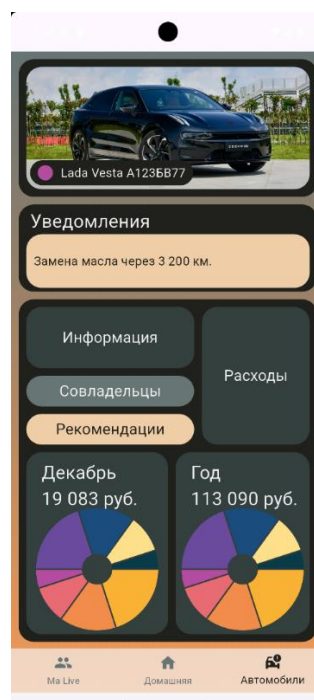 Lada Vesta А123БВ77
Уведомления
Замена масла через 3 200 км.
Информация
Расходы
Совладельцы
Рекомендации
Декабрь
19 083 руб.
Год
113 090 руб.
Ma Live
Домашняя
Автомобили